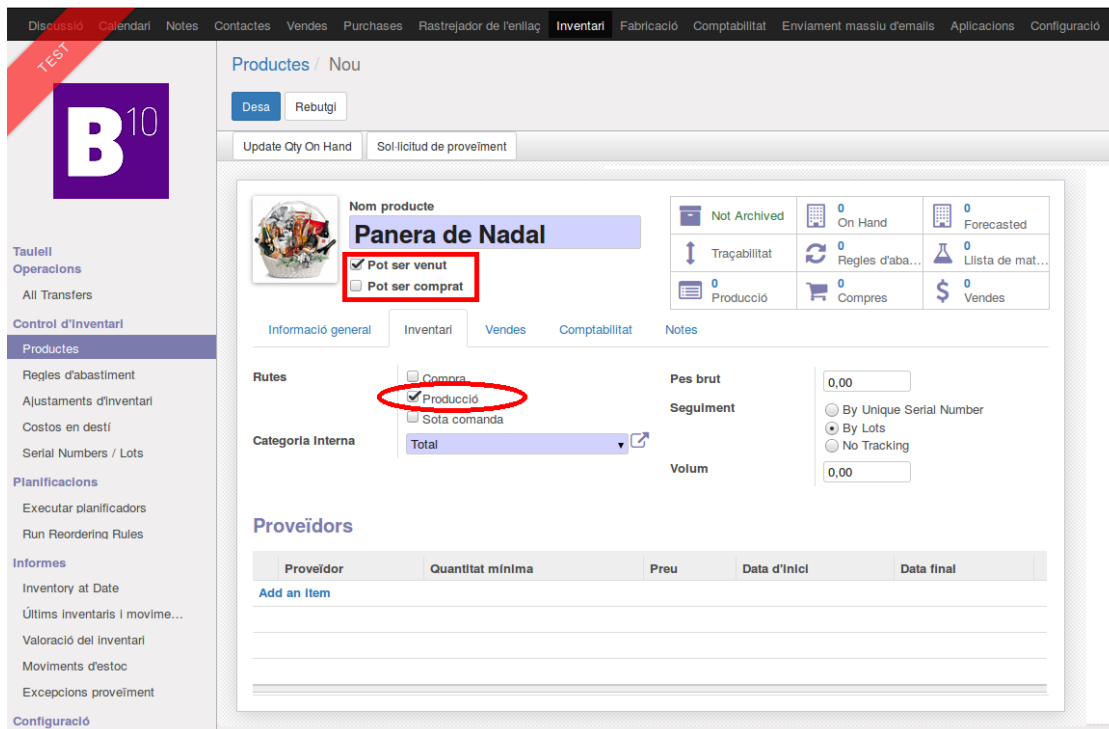 Discussió Calendari Notes Contactes Vendes Purchases Rastrejador de l'enllaç Inventari Fabricació Comptabilitat Enviament massiu d'emails Aplicacions Configuració
TEST
B10
Productes / Nou
Desa Rebutgi
Update Qty On Hand Sol·licitud de proveïment
Taulell
Operacions
All Transfers
Control d'Inventari
Productes
Regles d'abastiment
Ajustaments d'inventari
Costos en destí
Serial Numbers / Lots
Planificacions
Executar planificadors
Run Reordering Rules
Informes
Inventory at Date
Últims inventaris i movime...
Valoració del inventari
Moviments d'estoc
Excepcions proveïment
Configuració
Nom producte
Panera de Nadal
Pot ser venut
Pot ser comprat
Not Archived
0
On Hand
0
Forecasted
Traçabilitat
0
Regles d'aba...
0
Llista de mat...
0
Producció
0
Compres
0
Vendes
Informació general Inventari Vendes Comptabilitat Notes
Rutes
Compra
Producció
Sota comanda
Categoria Interna Total
Pes brut 0,00
Seguiment
By Unique Serial Number
By Lots
No Tracking
Volum 0,00
Proveïdors
Proveïdor Quantitat mínima Preu Data d'inici Data final
Add an item